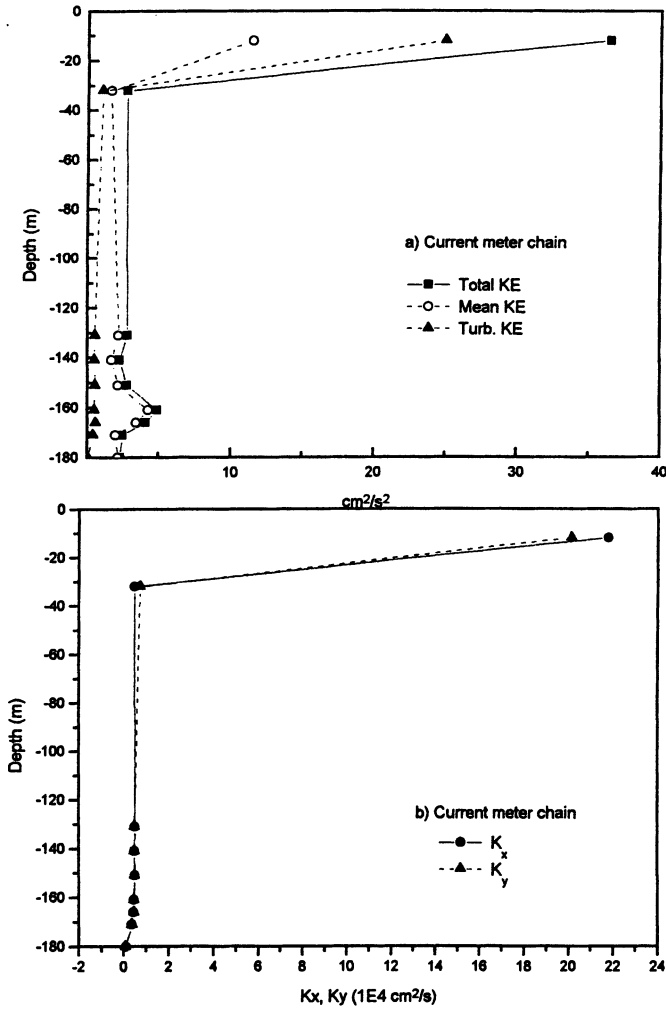 0
-20
-40
-60
-80
-100
-120
-140
-160
-180
Depth (m)
a) Current meter chain
Total KE
Mean KE
Turb. KE
10
20
30
40
cm²/s²
0
-20
-40
-60
-80
-100
-120
-140
-160
-180
Depth (m)
b) Current meter chain
Kx
Ky
-2 0 2 4 6 8 10 12 14 16 18 20 22 24
Kx, Ky (1E4 cm²/s)